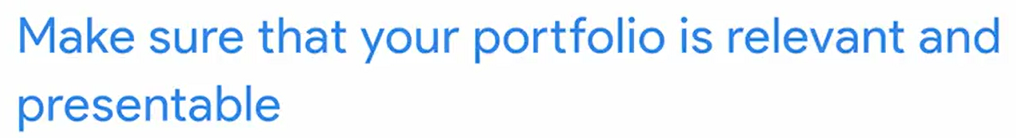 Make sure that your portfolio is relevant and
presentable